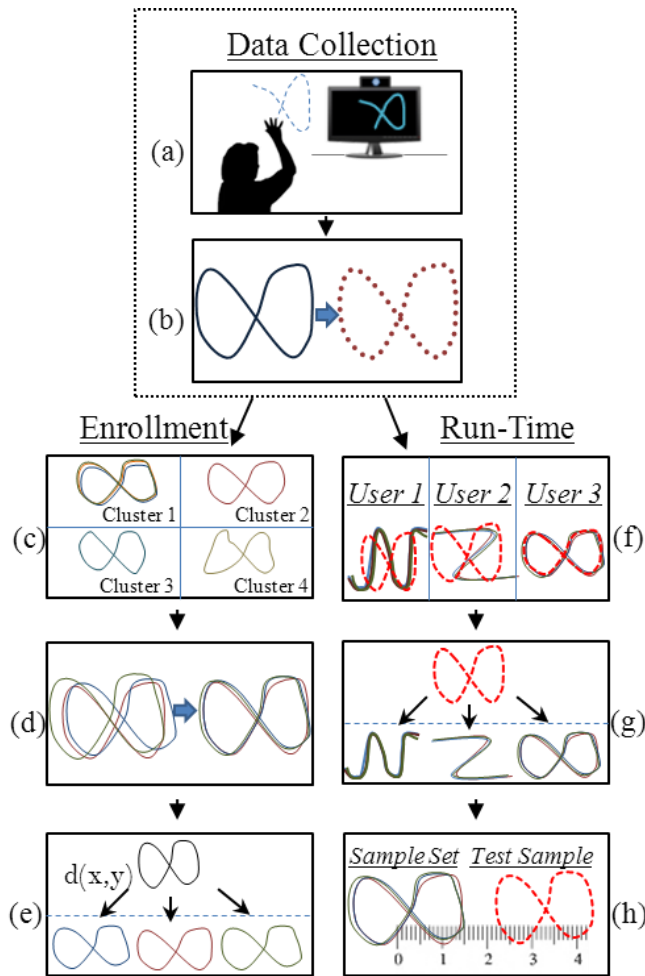 Data Collection
(a)
(b)
Enrollment
Run-Time
Cluster 1
Cluster 2
(c)
Cluster 3
Cluster 4
User 1 User 2 User 3
(f)
(d)
(g)
d(x,y)
(e)
Sample Set Test Sample
(h)
0 1 2 3 4